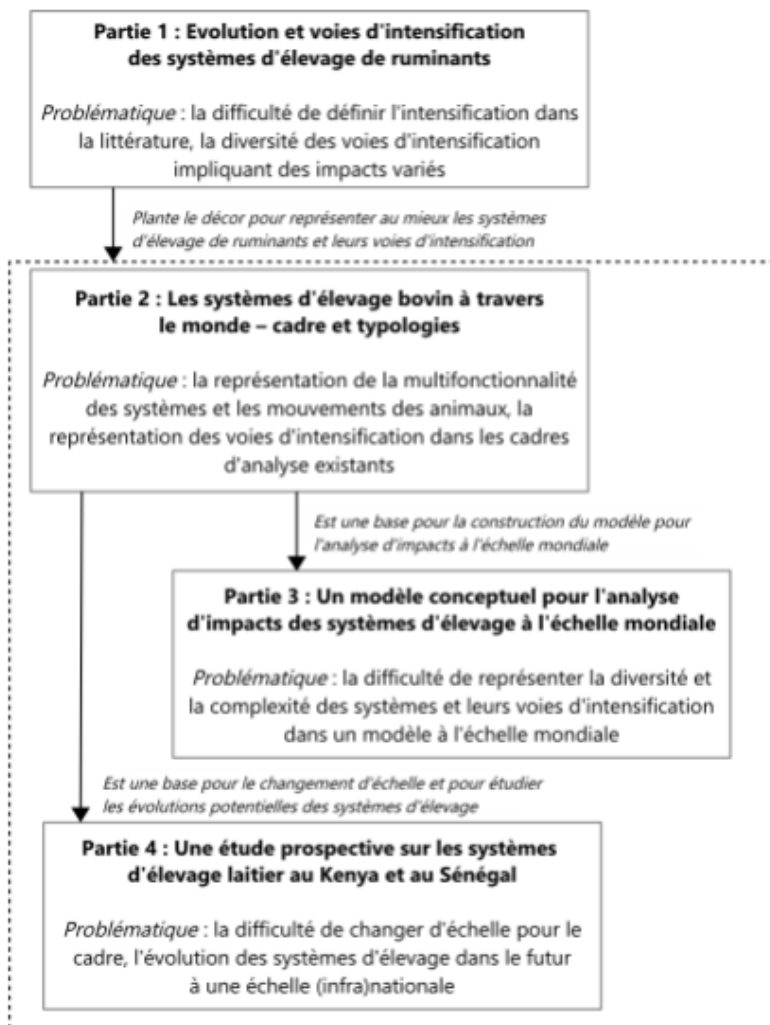 Partie 1 : Evolution et voies d'intensification
des systèmes d'élevage de ruminants
Problématique : la difficulté de définir l'intensification dans
la littérature, la diversité des voies d'intensification
impliquant des impacts variés
Plante le décor pour représenter au mieux les systèmes
d'élevage de ruminants et leurs voies d'intensification
Partie 2 : Les systèmes d'élevage bovin à travers
le monde – cadre et typologies
Problématique : la représentation de la multifonctionnalité
des systèmes et les mouvements des animaux, la
représentation des voies d'intensification dans les cadres
d'analyse existants
Est une base pour la construction du modèle pour
l'analyse d'impacts à l'échelle mondiale
Partie 3 : Un modèle conceptuel pour l'analyse
d'impacts des systèmes d'élevage à l'échelle mondiale
Problématique : la difficulté de représenter la diversité et
la complexité des systèmes et leurs voies d'intensification
dans un modèle à l'échelle mondiale
Est une base pour le changement d'échelle et pour étudier
les évolutions potentielles des systèmes d'élevage
Partie 4 : Une étude prospective sur les systèmes
d'élevage laitier au Kenya et au Sénégal
Problématique : la difficulté de changer d'échelle pour le
cadre, l'évolution des systèmes d'élevage dans le futur
à une échelle (infra)nationale